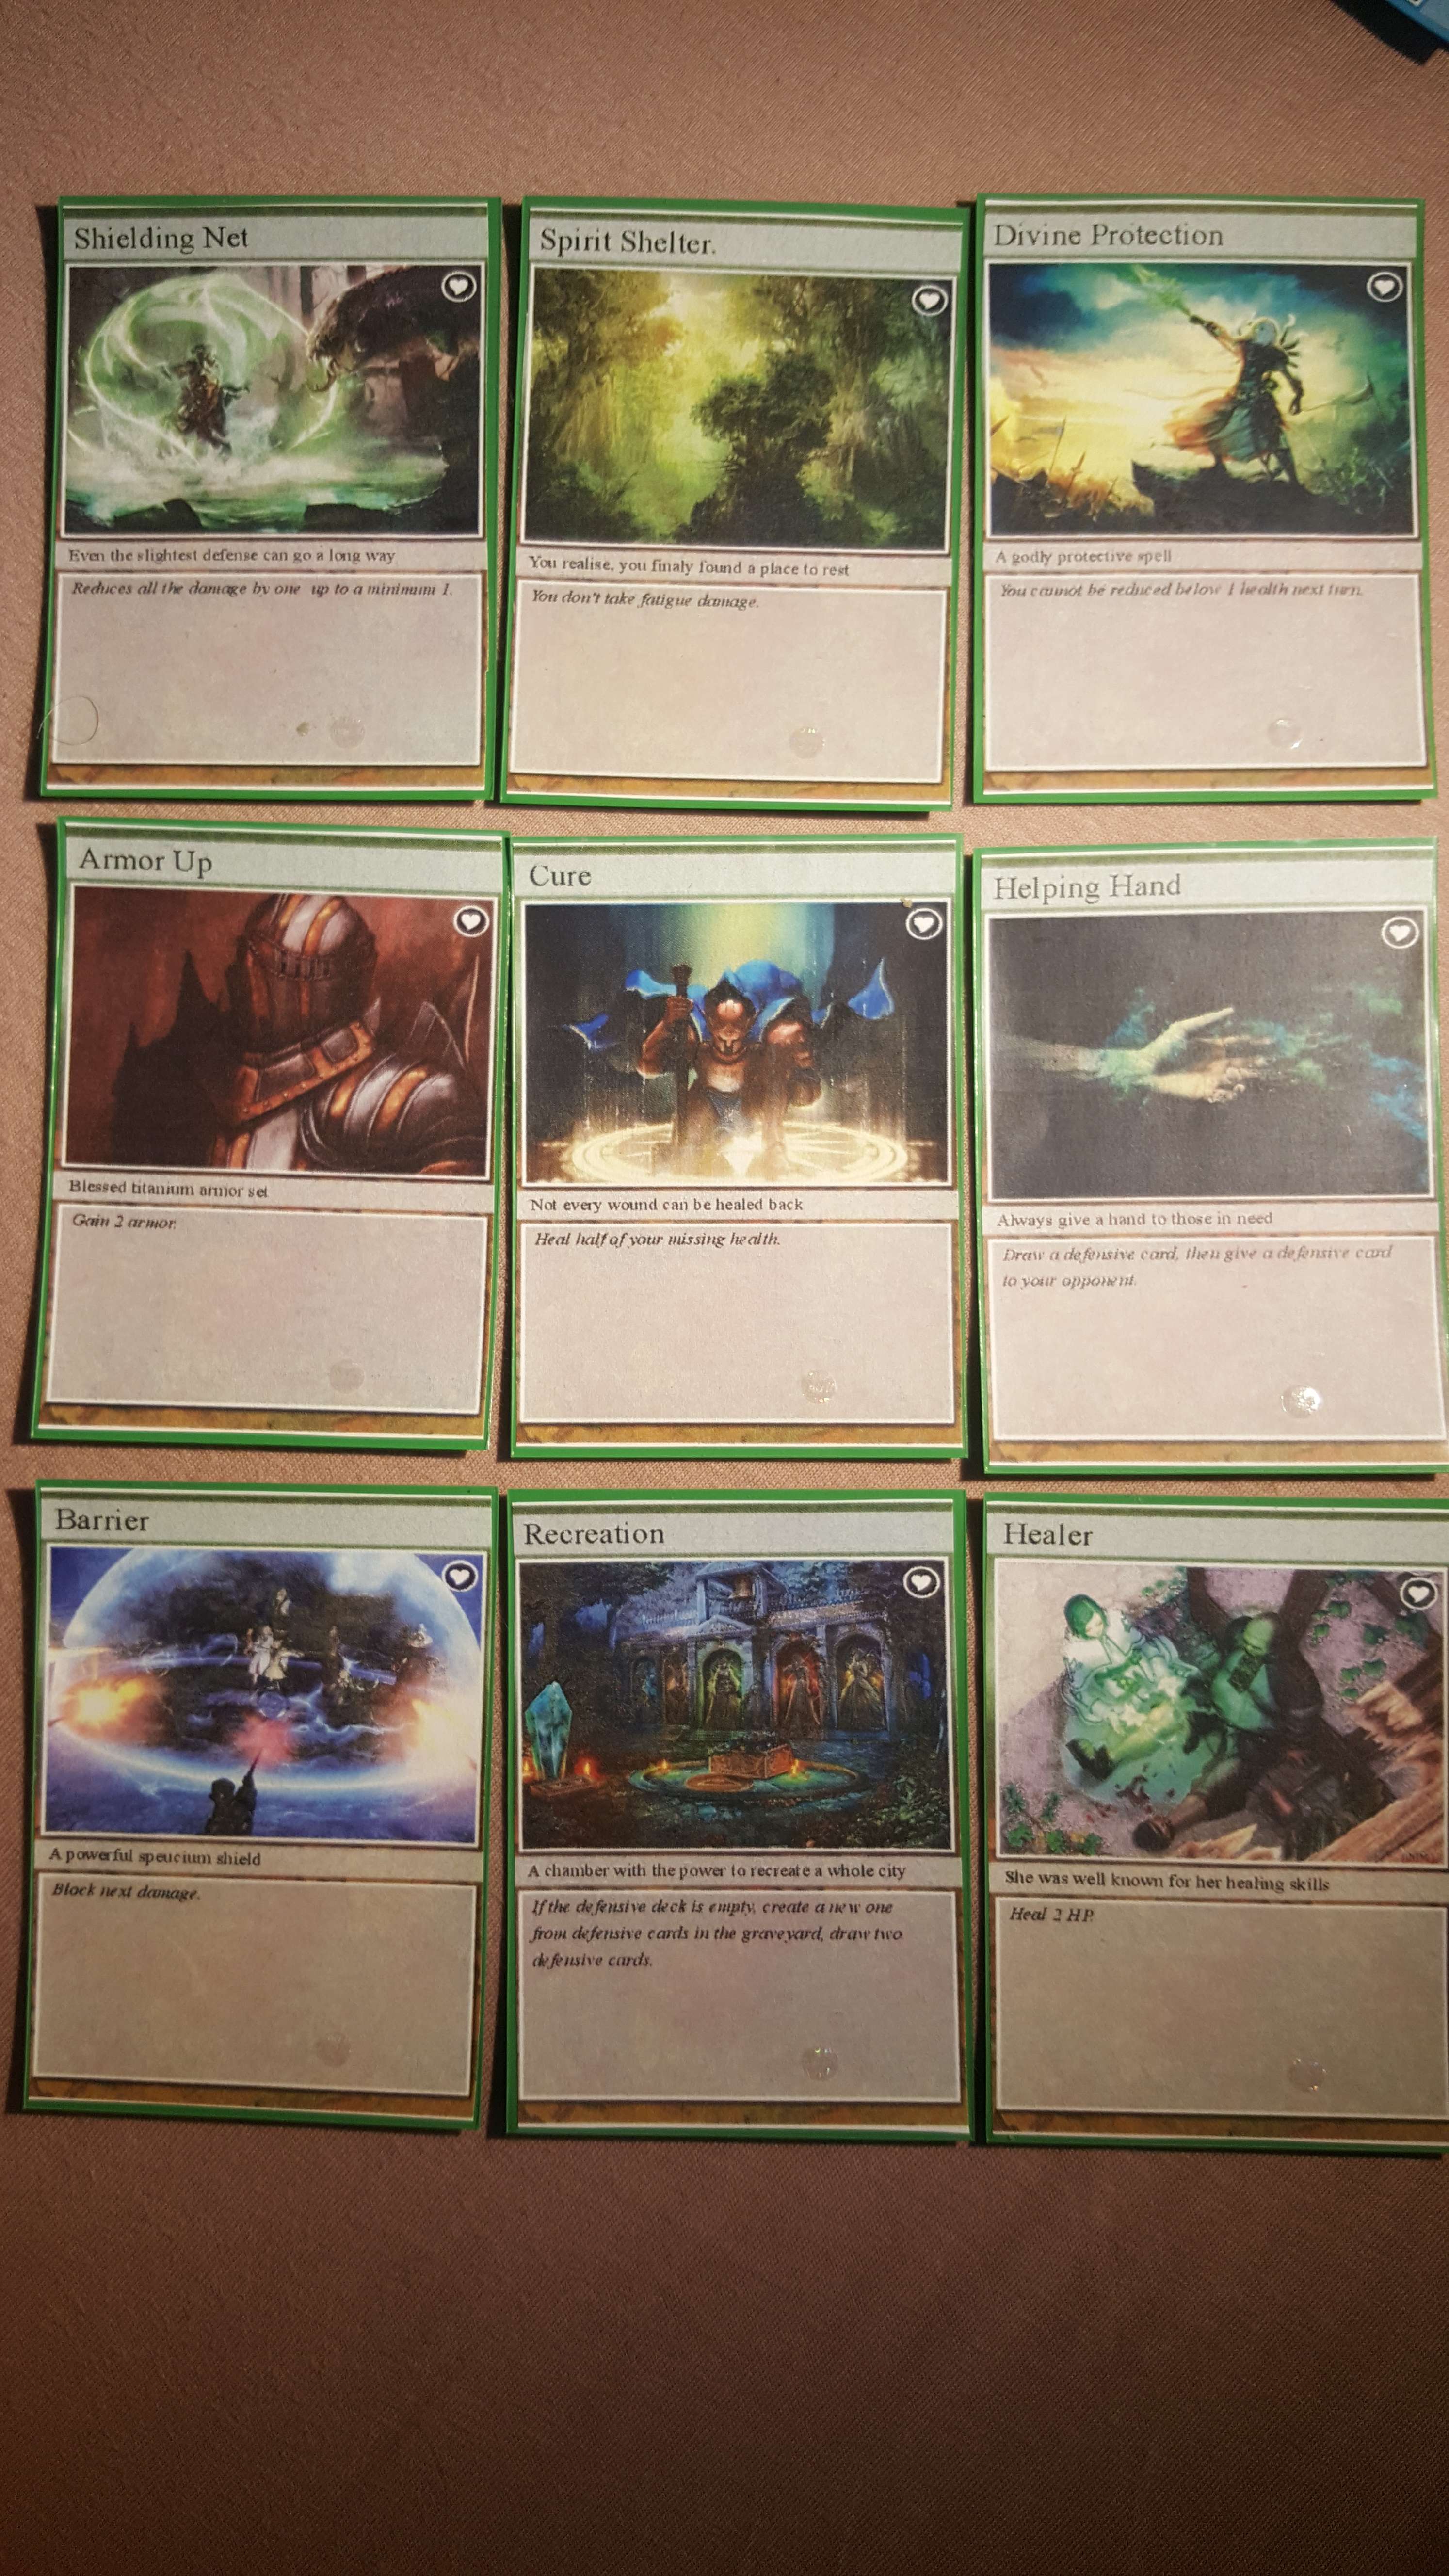 Shielding Net
Even the slightest defense can go a long way
Reduces all the damage by one up to a minimum 1.
Spirit Shelter.
You realise, you finaly found a place to rest
You don't take fatigue damage.
Divine Protection
A godly protective spell
You cannot be reduced below 1 health next turn.
Armor Up
Blessed titanium armor set
Gain 2 armor.
Cure
Not every wound can be healed back
Heal half of your missing health.
Helping Hand
Always give a hand to those in need
Draw a defensive card, then give a defensive card
to your opponent.
Barrier
A powerful speucium shield
Block next damage.
Recreation
A chamber with the power to recreate a whole city
If the defensive deck is empty, create a new one
from defensive cards in the graveyard, draw two
defensive cards.
Healer
She was well known for her healing skills
Heal 2 HP.